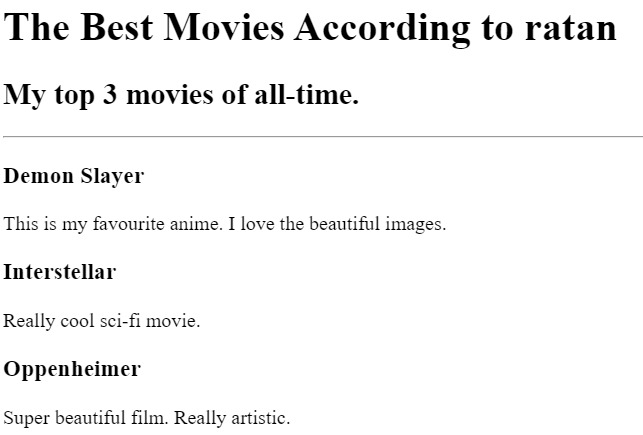 The Best Movies According to ratan
My top 3 movies of all-time.
Demon Slayer
This is my favourite anime. I love the beautiful images.
Interstellar
Really cool sci-fi movie.
Oppenheimer
Super beautiful film. Really artistic.